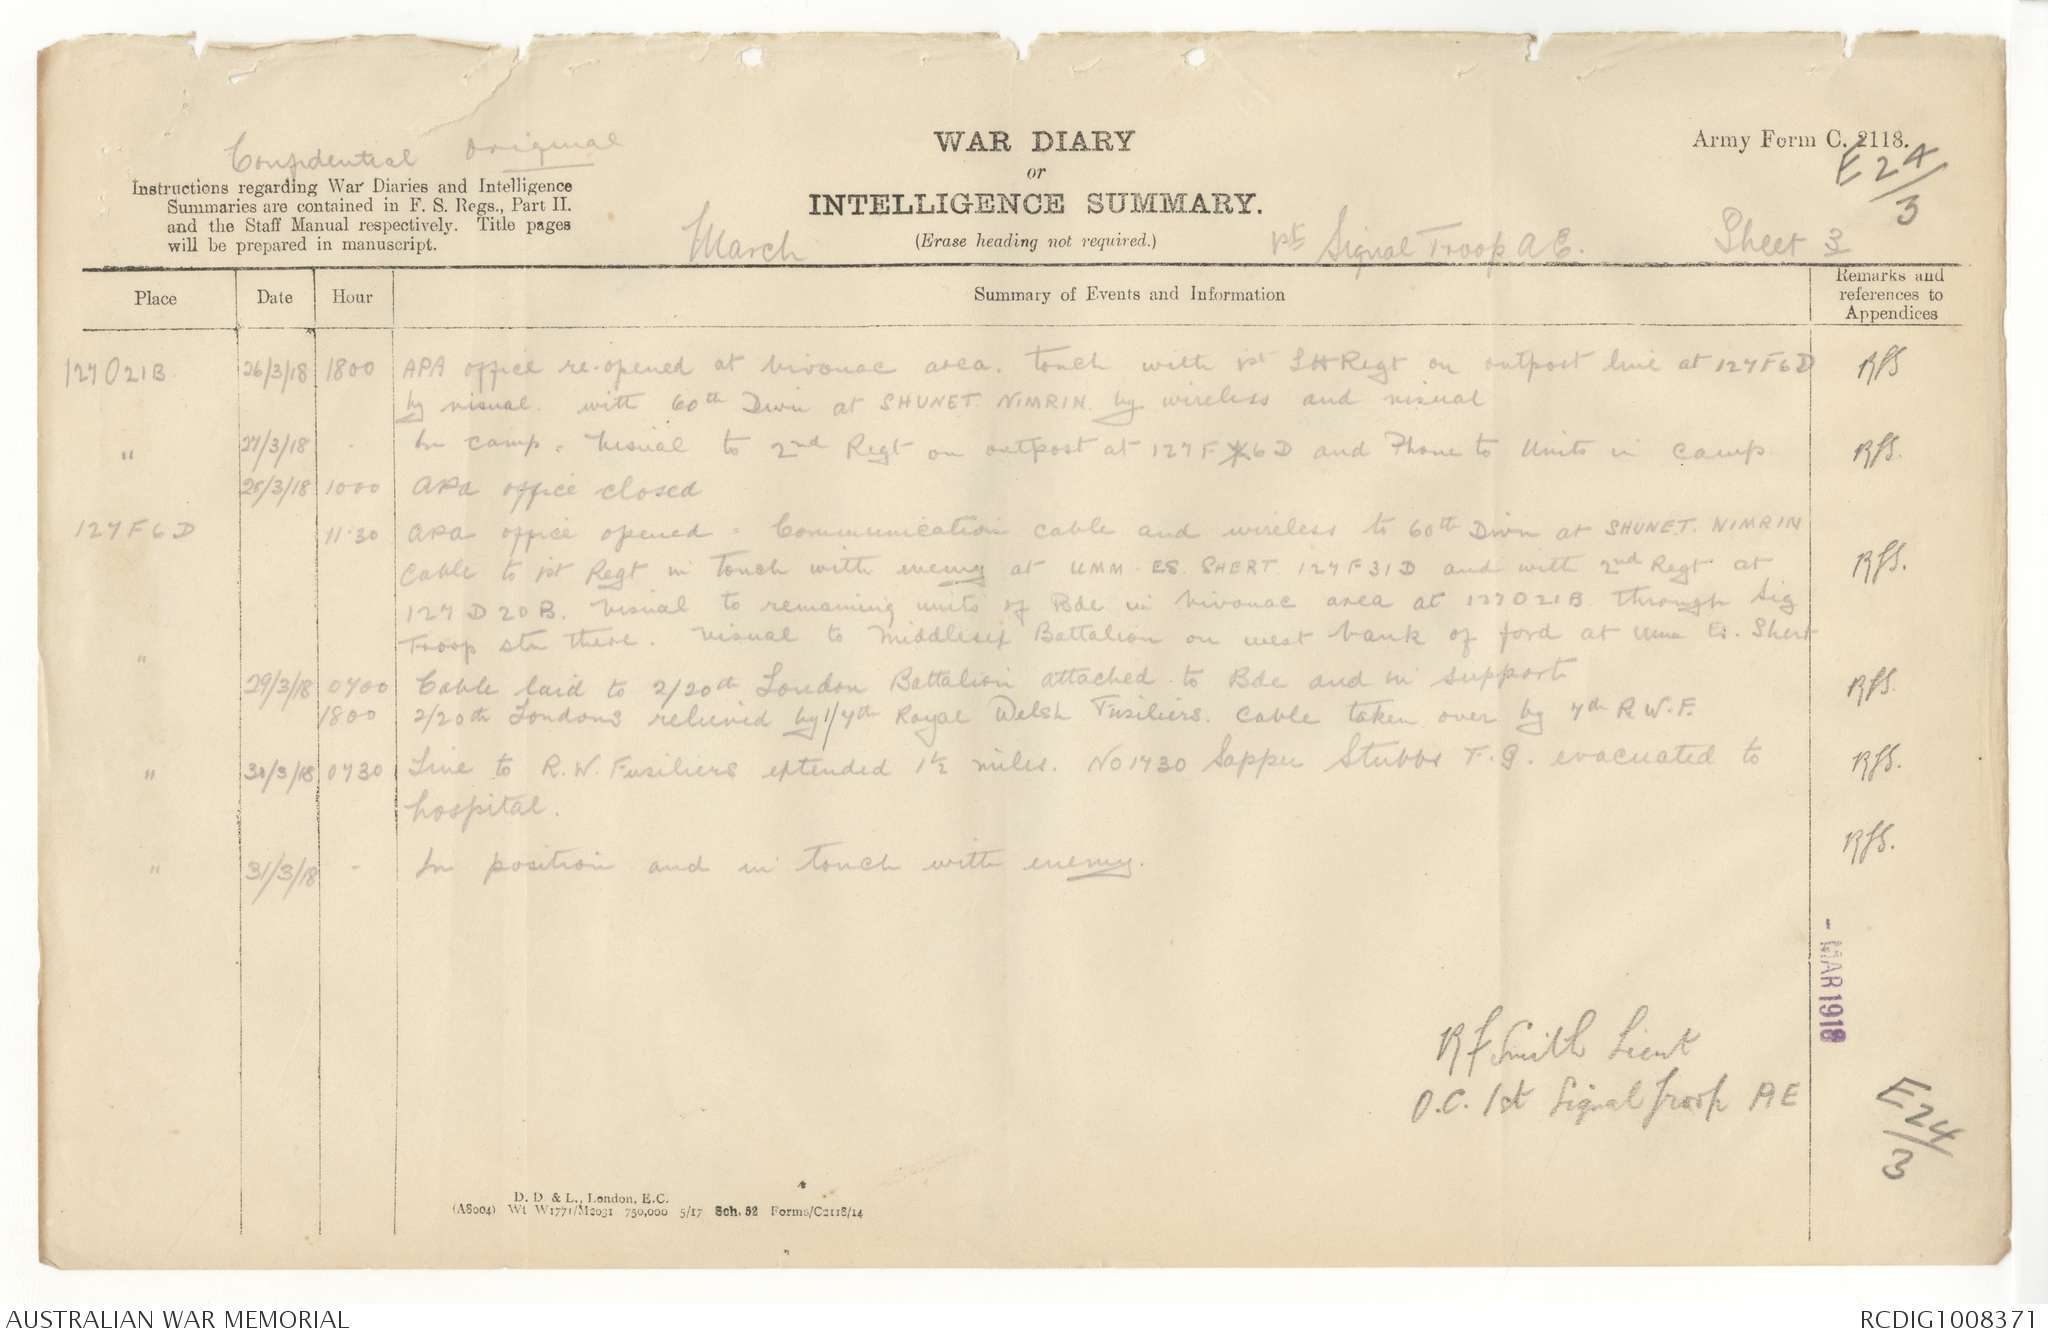 Confidential Original
Instructions regarding War Diaries and Intelligence
Summaries are contained in F. S. Regs., Part II.
and the Staff Manual respectively. Title pages
will be prepared in manuscript.
WAR DIARY
or
INTELLIGENCE SUMMARY.
(Erase heading not required.)
Army Form C. 2118.
E24/3
March
1st Signal Troop A E.
Sheet 3
Place Date Hour Summary of Events and Information Remarks and references to Appendices
127 O 21 B 26/3/18 1800 APA office re-opened at bivouac area. Touch with 1st LH Regt on outpost line at 127 F 6 D RfS
by visual. with 60th Divn at SHUNET. NIMRIN by wireless and visual
" 27/3/18 - In camp. Visual to 2nd Regt on outpost at 127 F 6 D and Phone to Units in camp RfS.
28/3/18 1000 APA office closed
127 F 6 D 11.30 APA office opened. Communication cable and wireless to 60th Divn at SHUNET. NIMRIN
Cable to 1st Regt in touch with enemy at UMM-ES. SHERT. 127 F 31 D and with 2nd Regt at RfS.
127 D 20 B. Visual to remaining units of Bde in bivouac area at 127 O 21 B through Sig
Troop stn there. Visual to Middlesex Battalion on west bank of ford at Umm Es. Shert
" 29/3/18 0700 Cable laid to 2/20th London Battalion attached to Bde and in support RfS.
1800 2/20th Londons relieved by 1/7th Royal Welsh Fusiliers. Cable taken over by 7th R.W.F.
" 30/3/18 0730 Line to R.W. Fusiliers extended 1½ miles. No 1730 Sapper Stubbs F.G. evacuated to RfS.
hospital.
" 31/3/18 - In position and in touch with enemy. RfS.
- MAR 1918
R f Smith Lieut
O.C. 1st Signal Troop AE
E24/3
D. D & L., London, E.C.
(A8004) Wt W1771/M2031 750,000 5/17 Sch. 52 Forms/C2118/14
AUSTRALIAN WAR MEMORIAL
RCDIG1008371